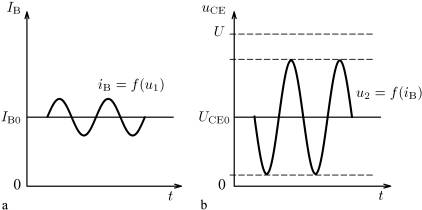 I_B
i_B = f(u_1)
I_B0
0
t
a
u_CE
U
u_2 = f(i_B)
U_CE0
0
t
b